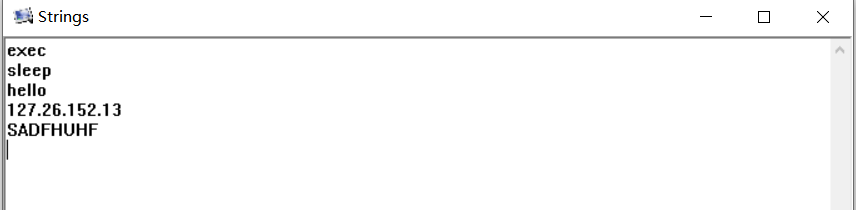 Strings
exec
sleep
hello
127.26.152.13
SADFHUHF